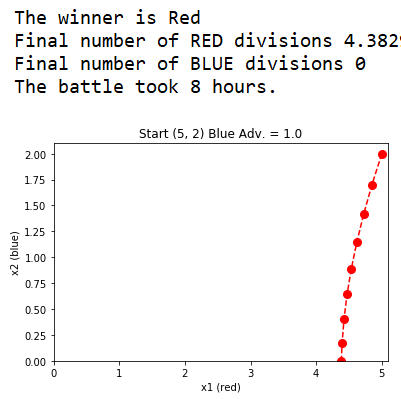 The winner is Red
Final number of RED divisions 4.382
Final number of BLUE divisions 0
The battle took 8 hours.
Start (5, 2) Blue Adv. = 1.0
2.00
1.75
1.50
1.25
1.00
0.75
0.50
0.25
0.00
x2 (blue)
0 1 2 3 4 5
x1 (red)